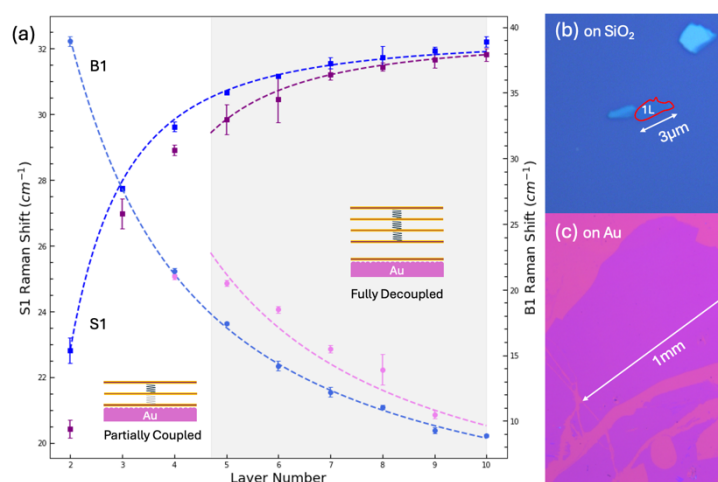 (a)
B1
S1
S1 Raman Shift (cm⁻¹)
32
30
28
26
24
22
20
2 3 4 5 6 7 8 9 10
Layer Number
B1 Raman Shift (cm⁻¹)
40
35
30
25
20
15
10
Au
Partially Coupled
Au
Fully Decoupled
(b) on SiO₂
1L
3μm
(c) on Au
1mm